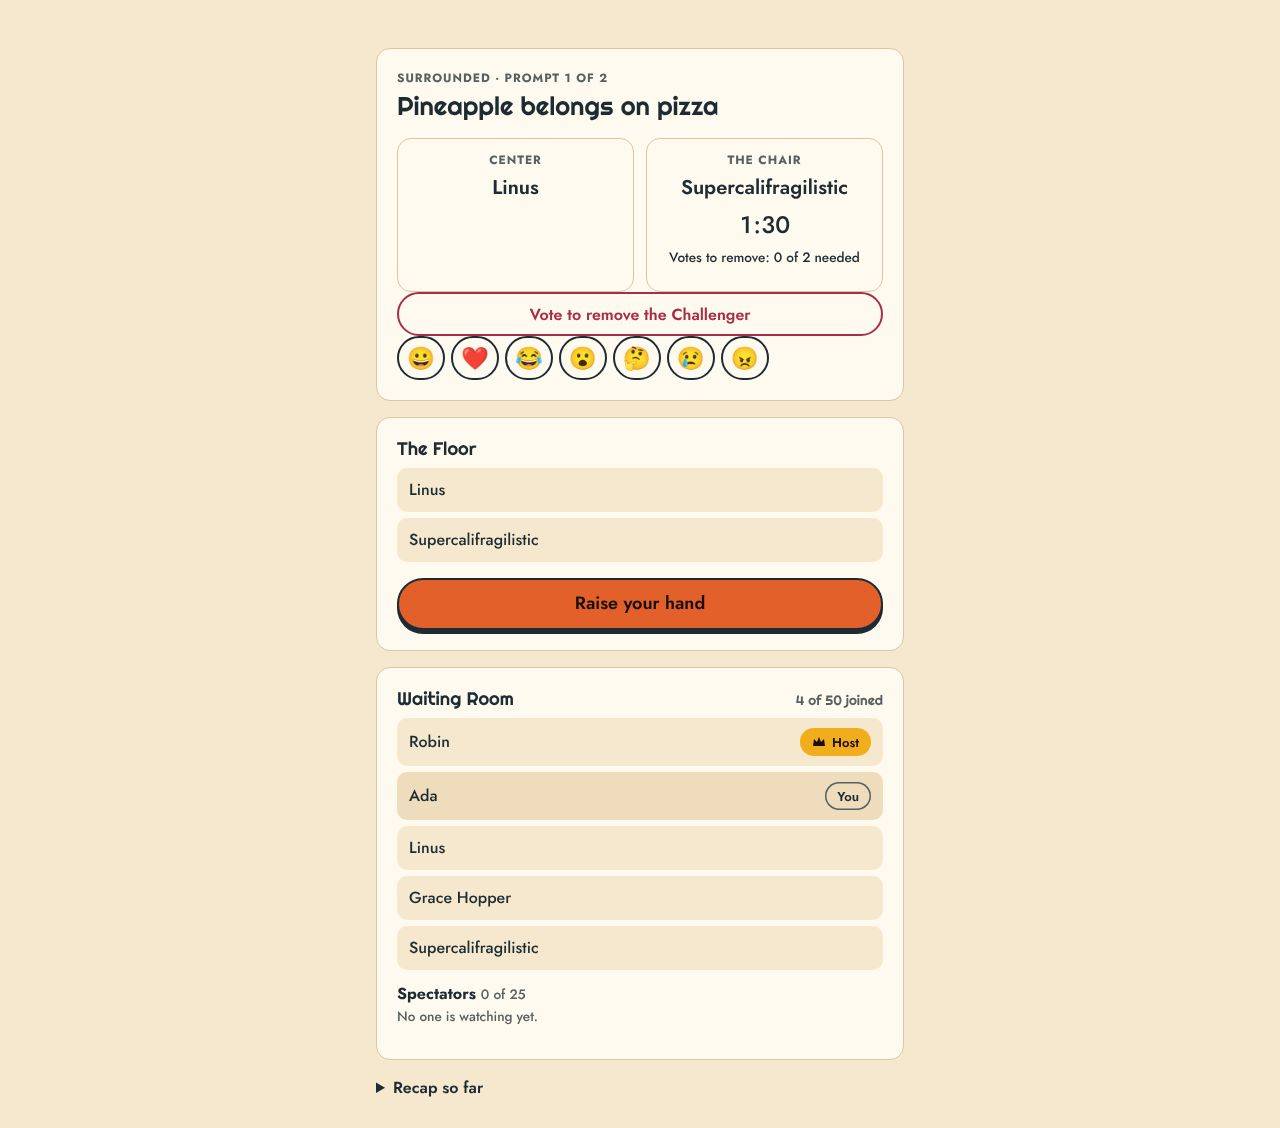 SURROUNDED · PROMPT 1 OF 2
Pineapple belongs on pizza
CENTER
Linus
THE CHAIR
Supercalifragilistic
1:30
Votes to remove: 0 of 2 needed
Vote to remove the Challenger
The Floor
Linus
Supercalifragilistic
Raise your hand
Waiting Room
4 of 50 joined
Robin
Host
Ada
You
Linus
Grace Hopper
Supercalifragilistic
Spectators 0 of 25
No one is watching yet.
Recap so far